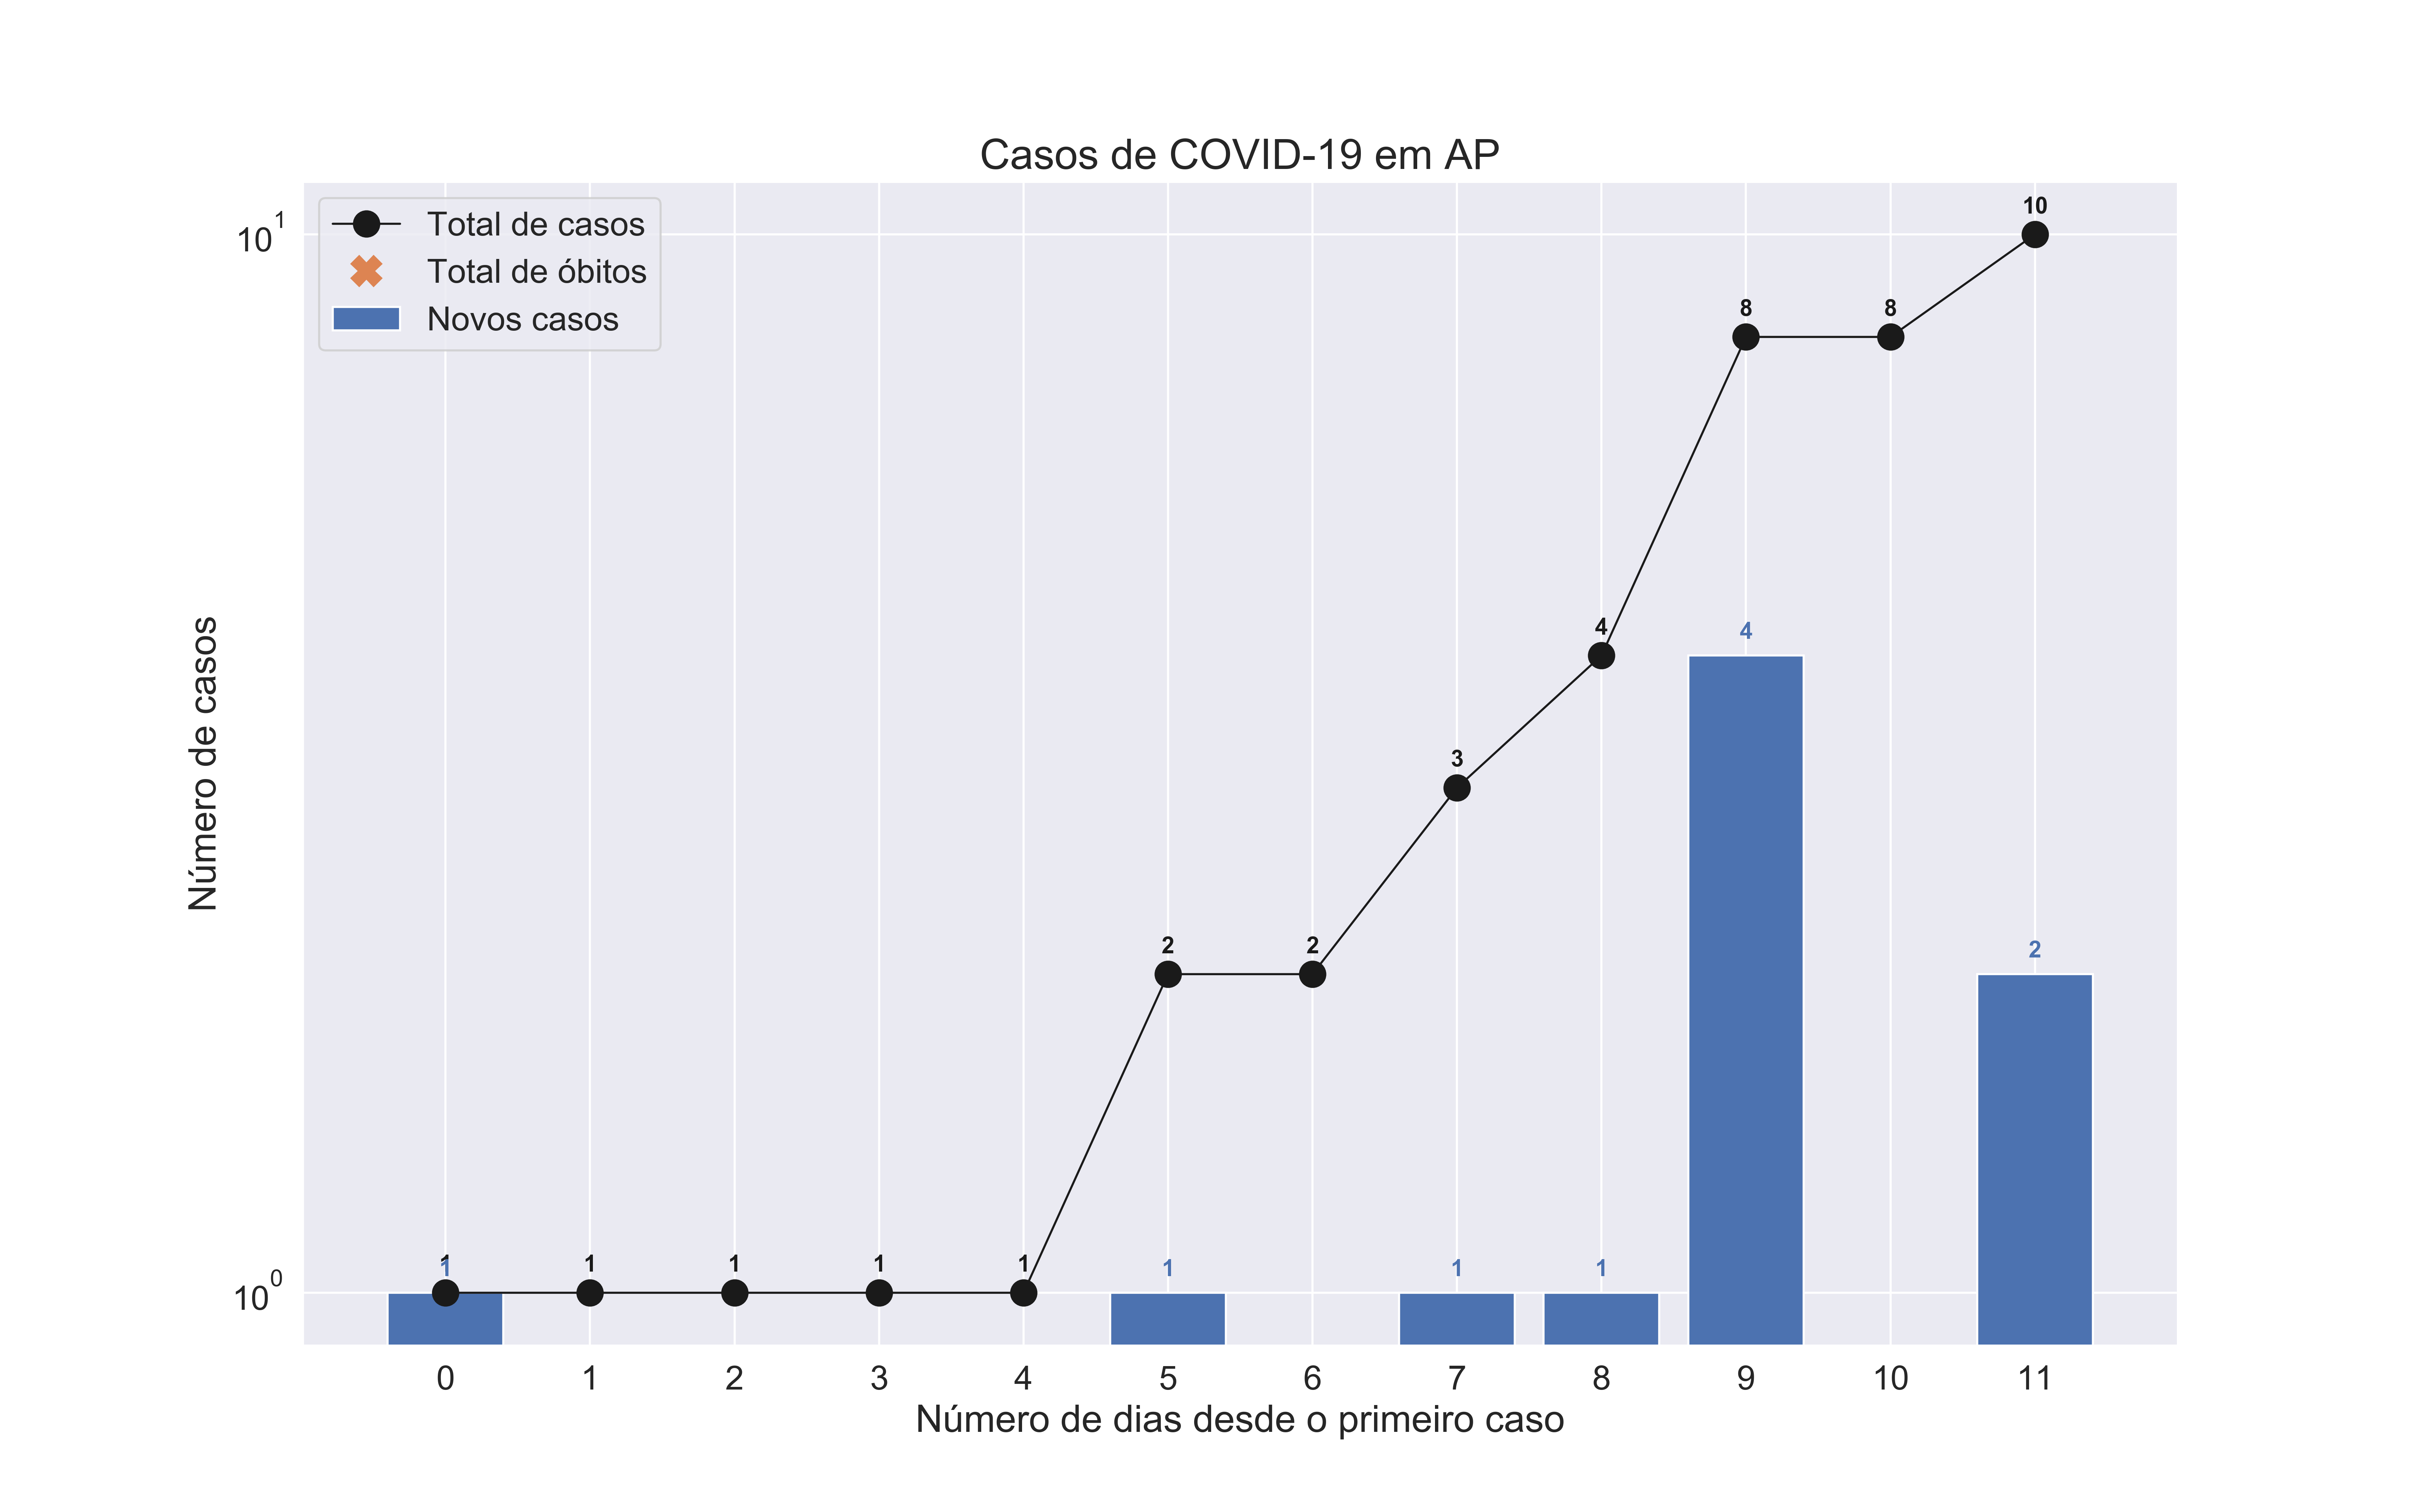 Casos de COVID-19 em AP
Total de casos
Total de óbitos
Novos casos
Número de casos
10^1
10^0
1 1 1 1 1 2 2 3 4 8 8 10
1 1 1 1 4 2
0 1 2 3 4 5 6 7 8 9 10 11
Número de dias desde o primeiro caso